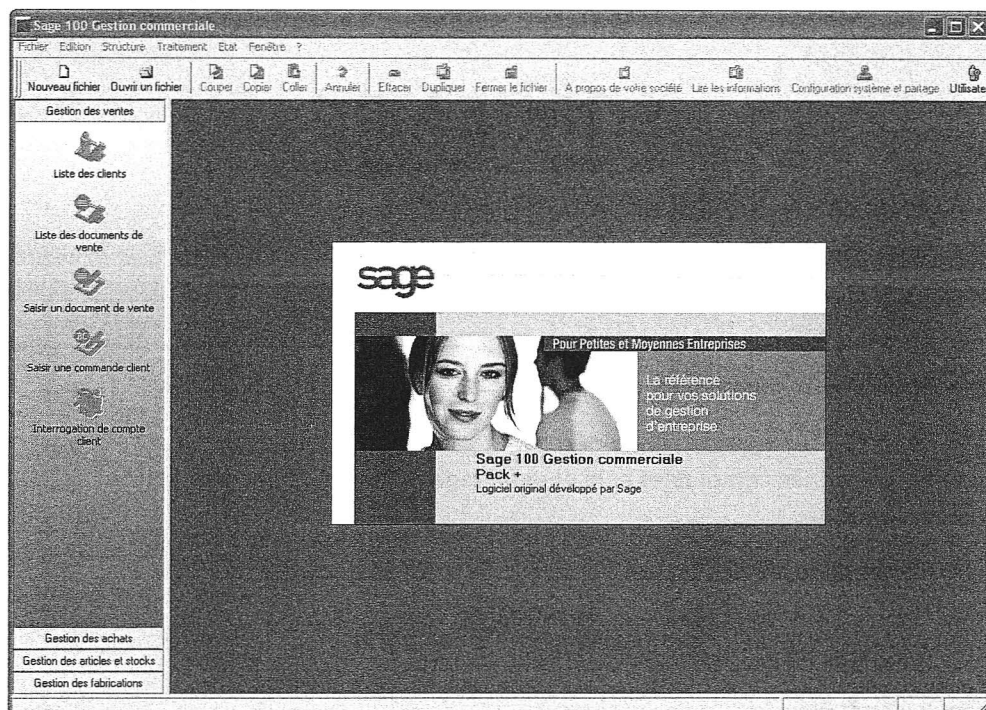 Sage 100 Gestion commerciale
Fichier Edition Structure Traitement Etat Fenêtre ?
Nouveau fichier Ouvrir un fichier Couper Copier Coller Annuler Effacer Dupliquer Fermer le fichier A propos de votre société Lire les informations Configuration système et partage Utilisate
Gestion des ventes
Liste des clients
Liste des documents de
vente
Saisir un document de vente
Saisir une commande client
Interrogation de compte
client
Gestion des achats
Gestion des articles et stocks
Gestion des fabrications
sage
Pour Petites et Moyennes Entreprises
La référence
pour vos solutions
de gestion
d'entreprise.
Sage 100 Gestion commerciale
Pack +
Logiciel original développé par Sage